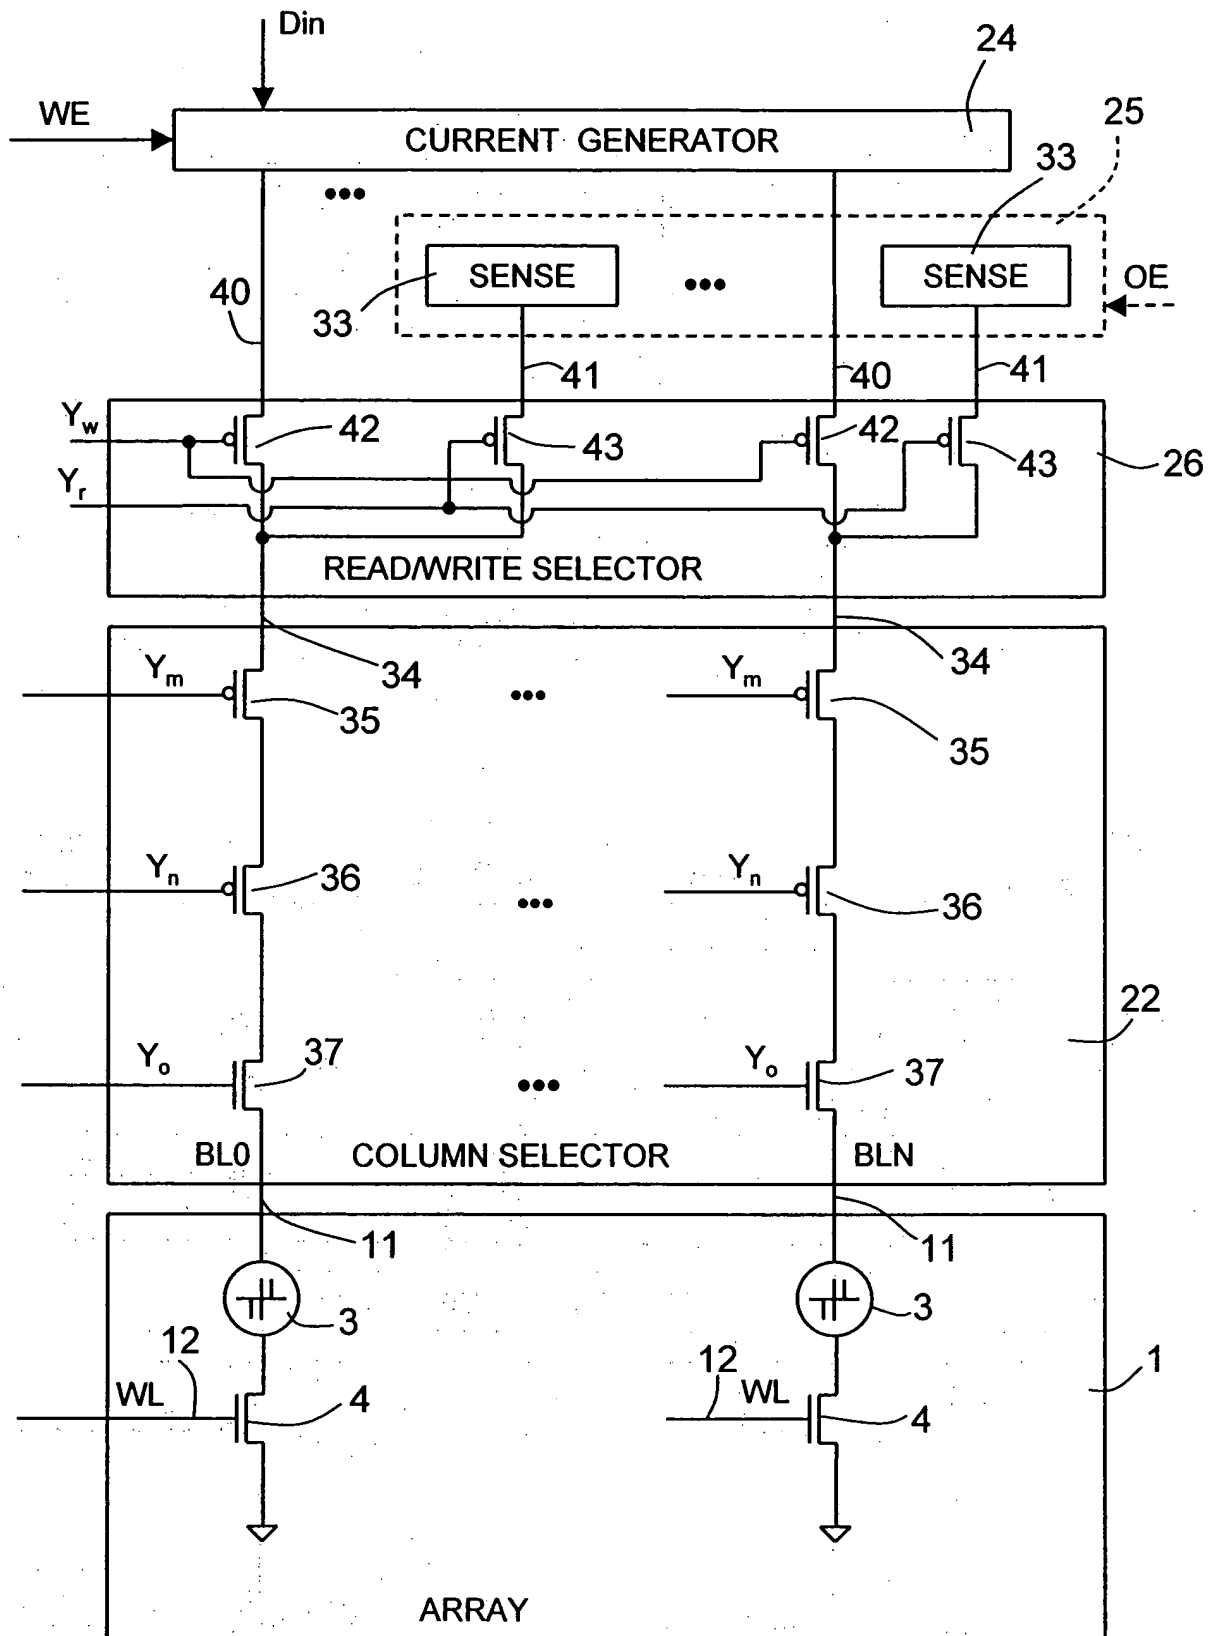 Din
24
WE
CURRENT GENERATOR
25
33
•••
SENSE
•••
SENSE
OE
40
33
41
40
41
Yw
42
43
42
43
26
Yr
READ/WRITE SELECTOR
34
34
Ym
35
•••
Ym
35
Yn
36
•••
Yn
36
22
Yo
37
•••
Yo
37
BL0
COLUMN SELECTOR
BLN
11
11
3
3
12
WL
4
12
WL
4
1
ARRAY